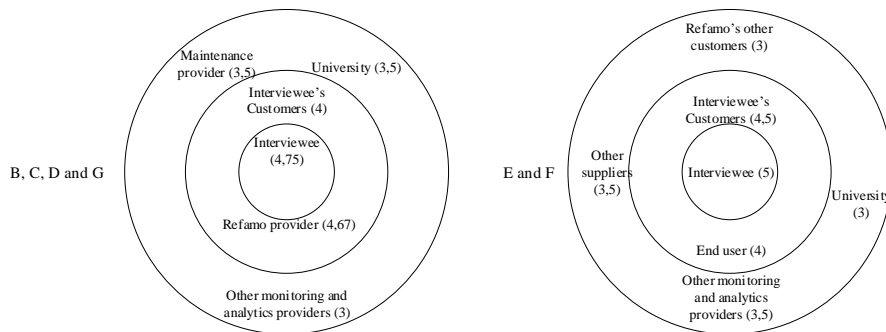 B, C, D and G
Maintenance
provider (3,5)
University (3,5)
Interviewee's
Customers (4)
Interviewee
(4,75)
Refamo provider (4,67)
Other monitoring and
analytics providers (3)
E and F
Refamo's other
customers (3)
Interviewee's
Customers (4,5)
Other
suppliers
(3,5)
Interviewee (5)
University
(3)
End user (4)
Other monitoring
and analytics
providers (3,5)